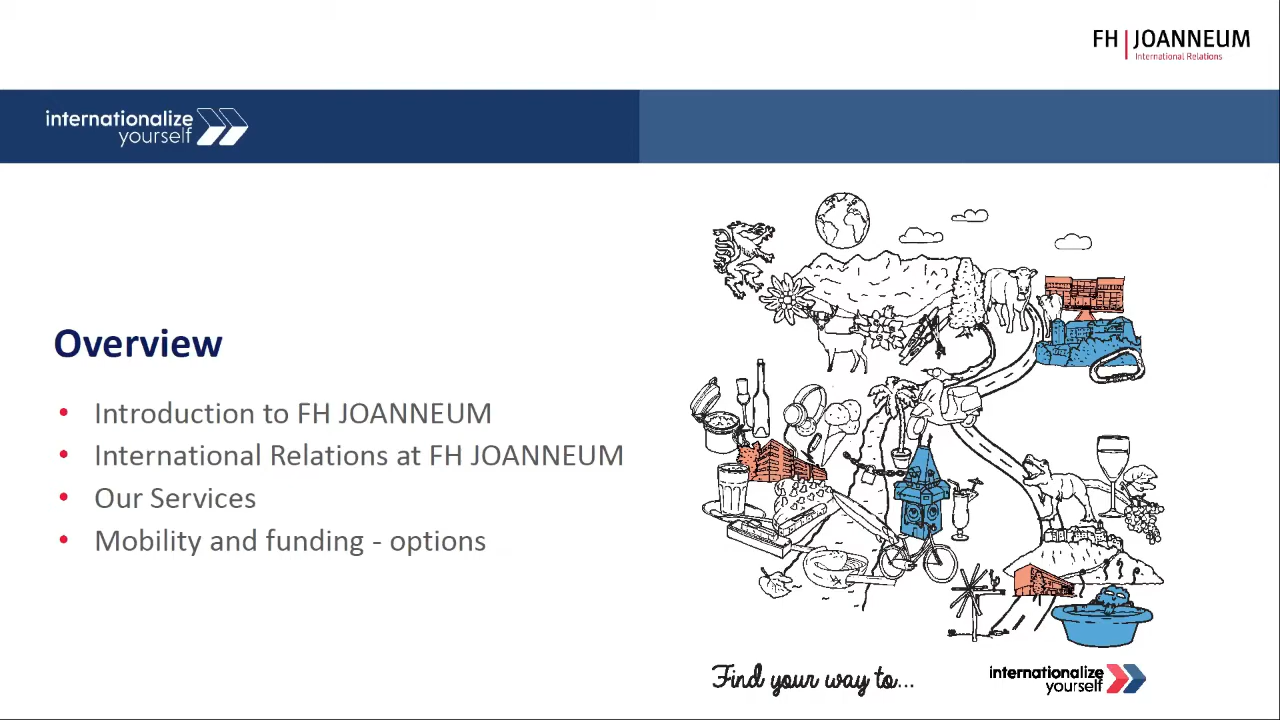 FH | JOANNEUM
International Relations
internationalize
yourself
Overview
• Introduction to FH JOANNEUM
• International Relations at FH JOANNEUM
• Our Services
• Mobility and funding - options
Find your way to...
internationalize
yourself